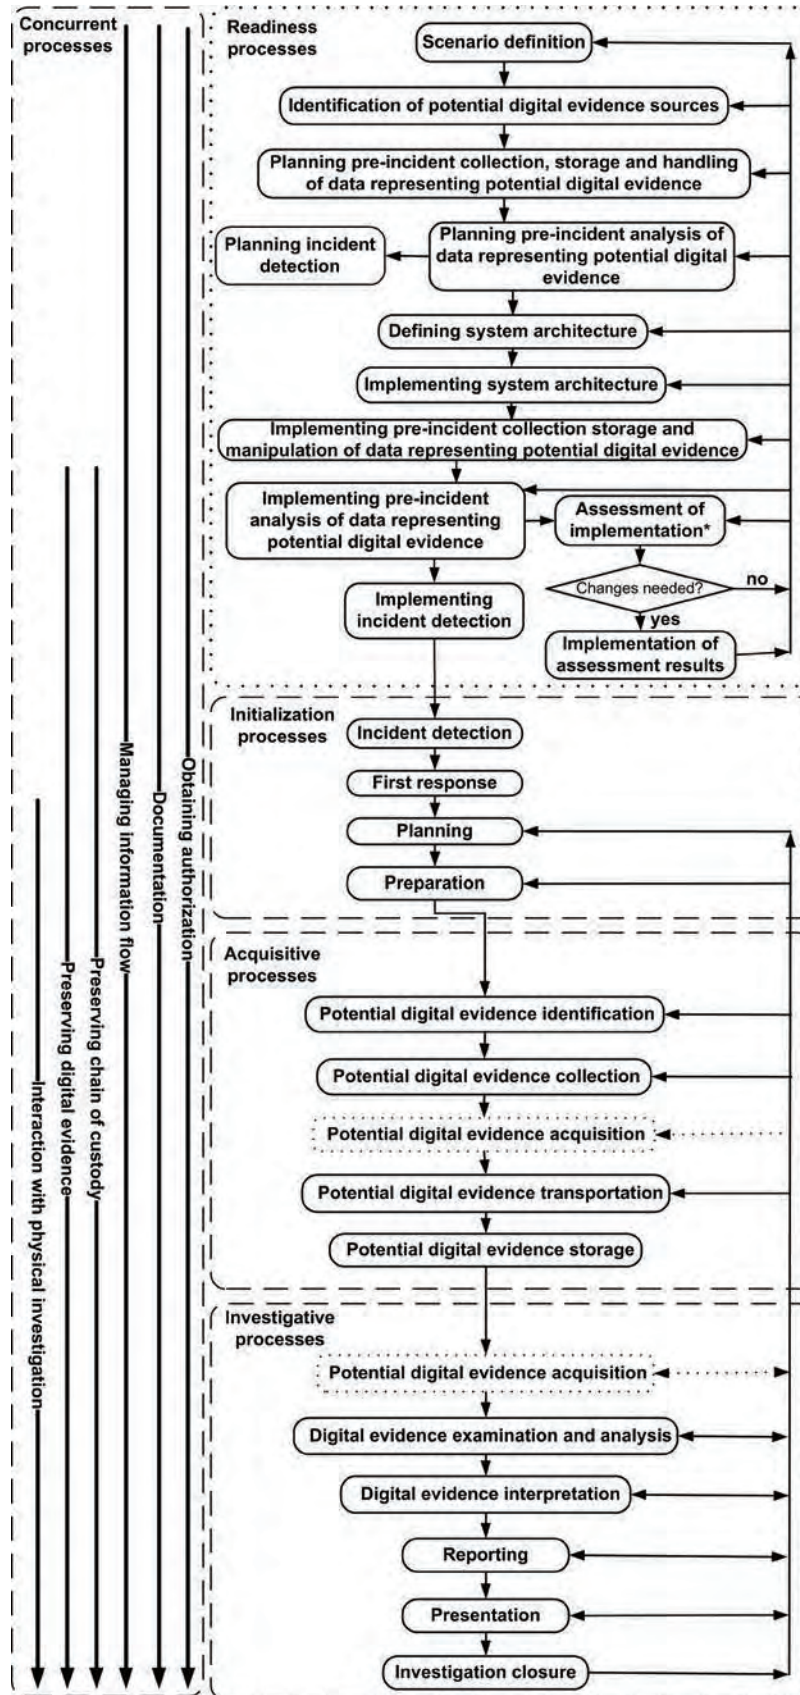 Concurrent
processes
Interaction with physical investigation
Preserving digital evidence
Preserving chain of custody
Managing information flow
Documentation
Obtaining authorization
Readiness
processes
Scenario definition
Identification of potential digital evidence sources
Planning pre-incident collection, storage and handling
of data representing potential digital evidence
Planning incident
detection
Planning pre-incident analysis of
data representing potential digital
evidence
Defining system architecture
Implementing system architecture
Implementing pre-incident collection storage and
manipulation of data representing potential digital evidence
Implementing pre-incident
analysis of data representing
potential digital evidence
Assessment of
implementation*
Changes needed?
no
yes
Implementing
incident detection
Implementation of
assessment results
Initialization
processes
Incident detection
First response
Planning
Preparation
Acquisitive
processes
Potential digital evidence identification
Potential digital evidence collection
Potential digital evidence acquisition
Potential digital evidence transportation
Potential digital evidence storage
Investigative
processes
Potential digital evidence acquisition
Digital evidence examination and analysis
Digital evidence interpretation
Reporting
Presentation
Investigation closure